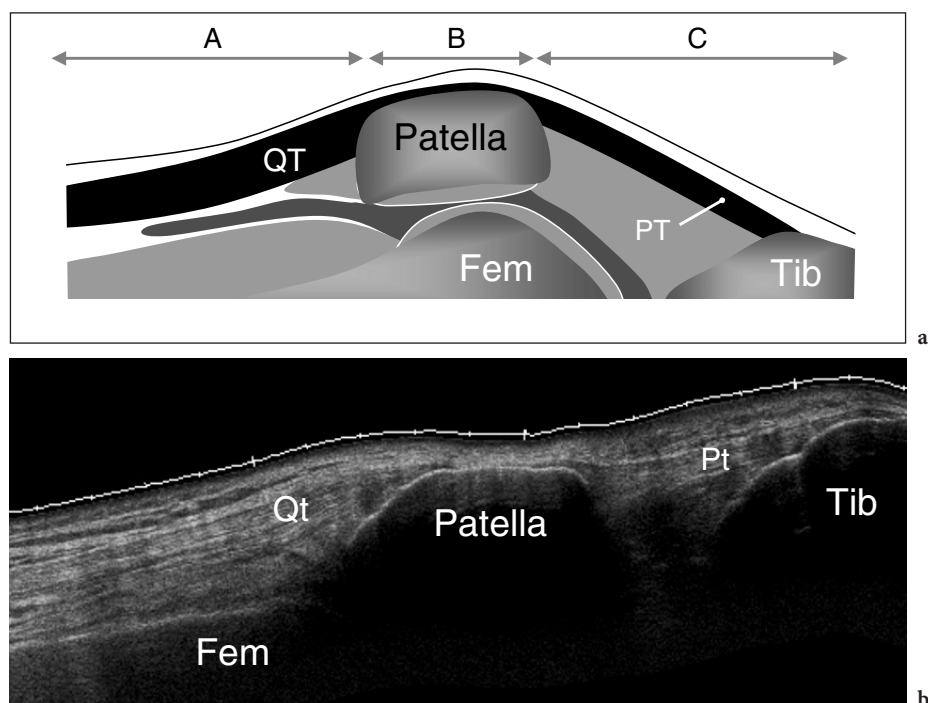 A B C
Patella
QT
PT
Fem
Tib
a
Pt
Qt
Patella
Tib
Fem
b